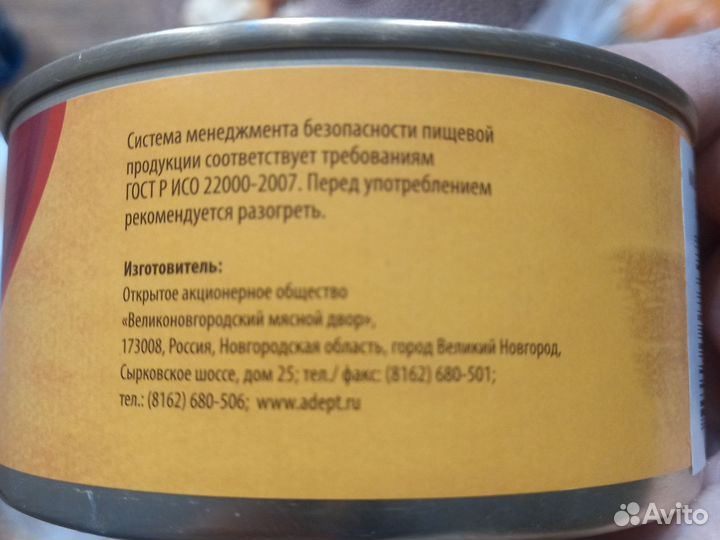 Система менеджмента безопасности пищевой
продукции соответствует требованиям
ГОСТ Р ИСО 22000-2007. Перед употреблением
рекомендуется разогреть.
Изготовитель:
Открытое акционерное общество
«Великоновгородский мясной двор»,
173008, Россия, Новгородская область, город Великий Новгород,
Сырковское шоссе, дом 25; тел./ факс: (8162) 680-501;
тел.: (8162) 680-506; www.adept.ru
Avito